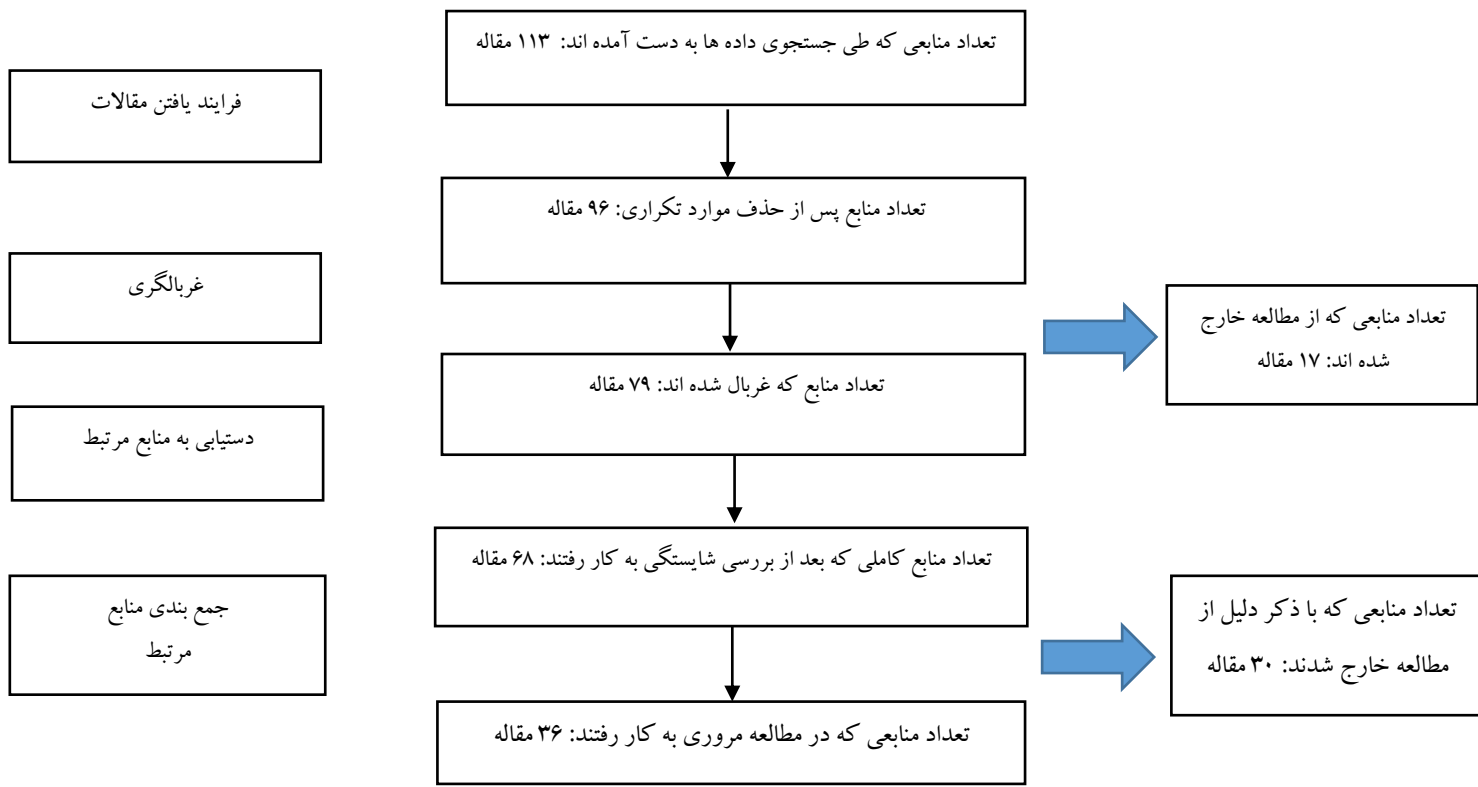 تعداد منابعی که طی جستجوی داده ها به دست آمده اند: ۱۱۳ مقاله
فرایند یافتن مقالات
تعداد منابع پس از حذف موارد تکراری: ۹۶ مقاله
غربالگری
تعداد منابعی که از مطالعه خارج
شده اند: ۱۷ مقاله
تعداد منابع که غربال شده اند: ۷۹ مقاله
دستیابی به منابع مرتبط
تعداد منابع کاملی که بعد از بررسی شایستگی به کار رفتند: ۶۸ مقاله
تعداد منابعی که با ذکر دلیل از
مطالعه خارج شدند: ۳۰ مقاله
جمع بندی منابع
مرتبط
تعداد منابعی که در مطالعه مروری به کار رفتند: ۳۶ مقاله